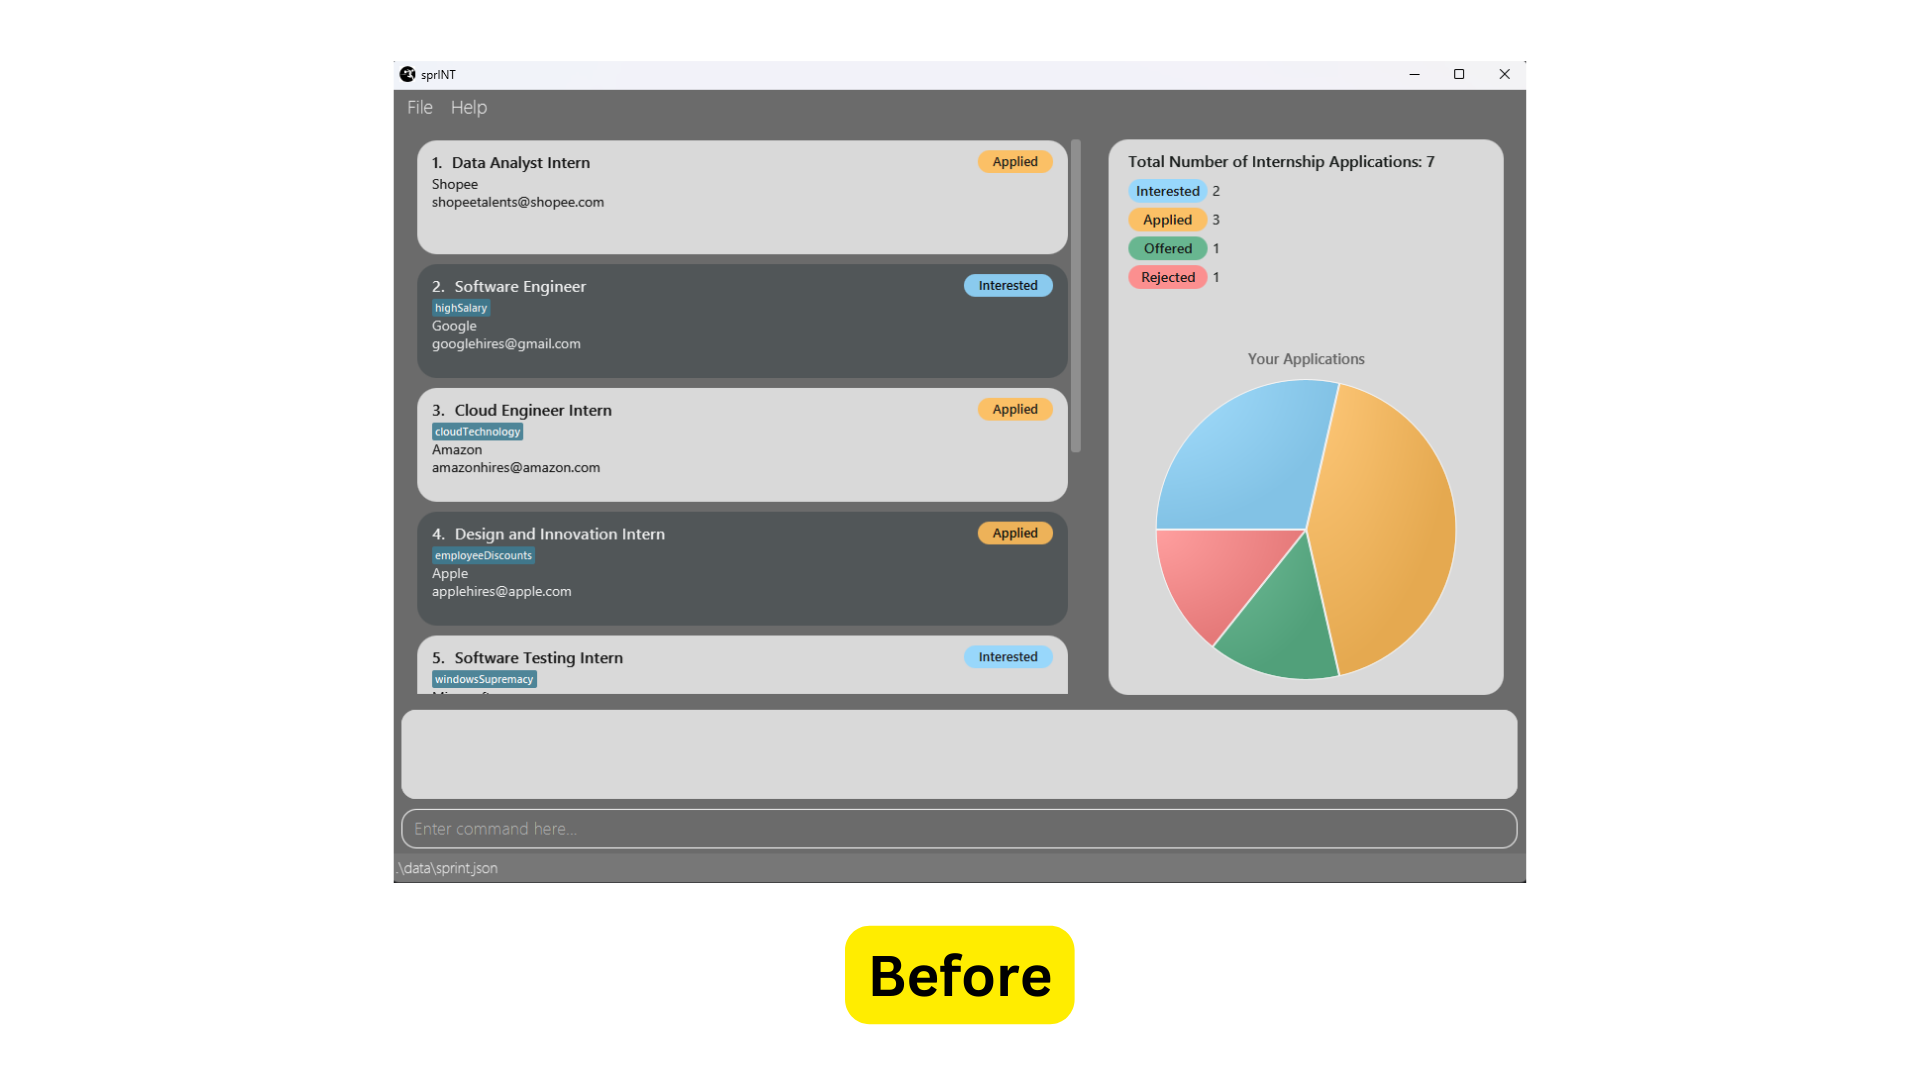 sprINT
File Help
1. Data Analyst Intern
Applied
Shopee
shopeetalents@shopee.com
2. Software Engineer
Interested
highSalary
Google
googlehires@gmail.com
3. Cloud Engineer Intern
Applied
cloudTechnology
Amazon
amazonhires@amazon.com
4. Design and Innovation Intern
Applied
employeeDiscounts
Apple
applehires@apple.com
5. Software Testing Intern
Interested
windowsSupremacy
Total Number of Internship Applications: 7
Interested 2
Applied 3
Offered 1
Rejected 1
Your Applications
Enter command here...
.\data\sprint.json
Before